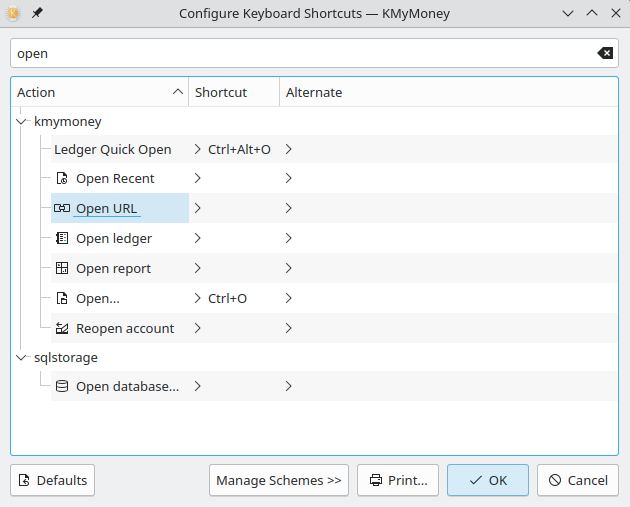 Configure Keyboard Shortcuts — KMyMoney
open
Action Shortcut Alternate
kmymoney
Ledger Quick Open Ctrl+Alt+O
Open Recent
Open URL
Open ledger
Open report
Open... Ctrl+O
Reopen account
sqlstorage
Open database...
Defaults Manage Schemes >> Print... OK Cancel